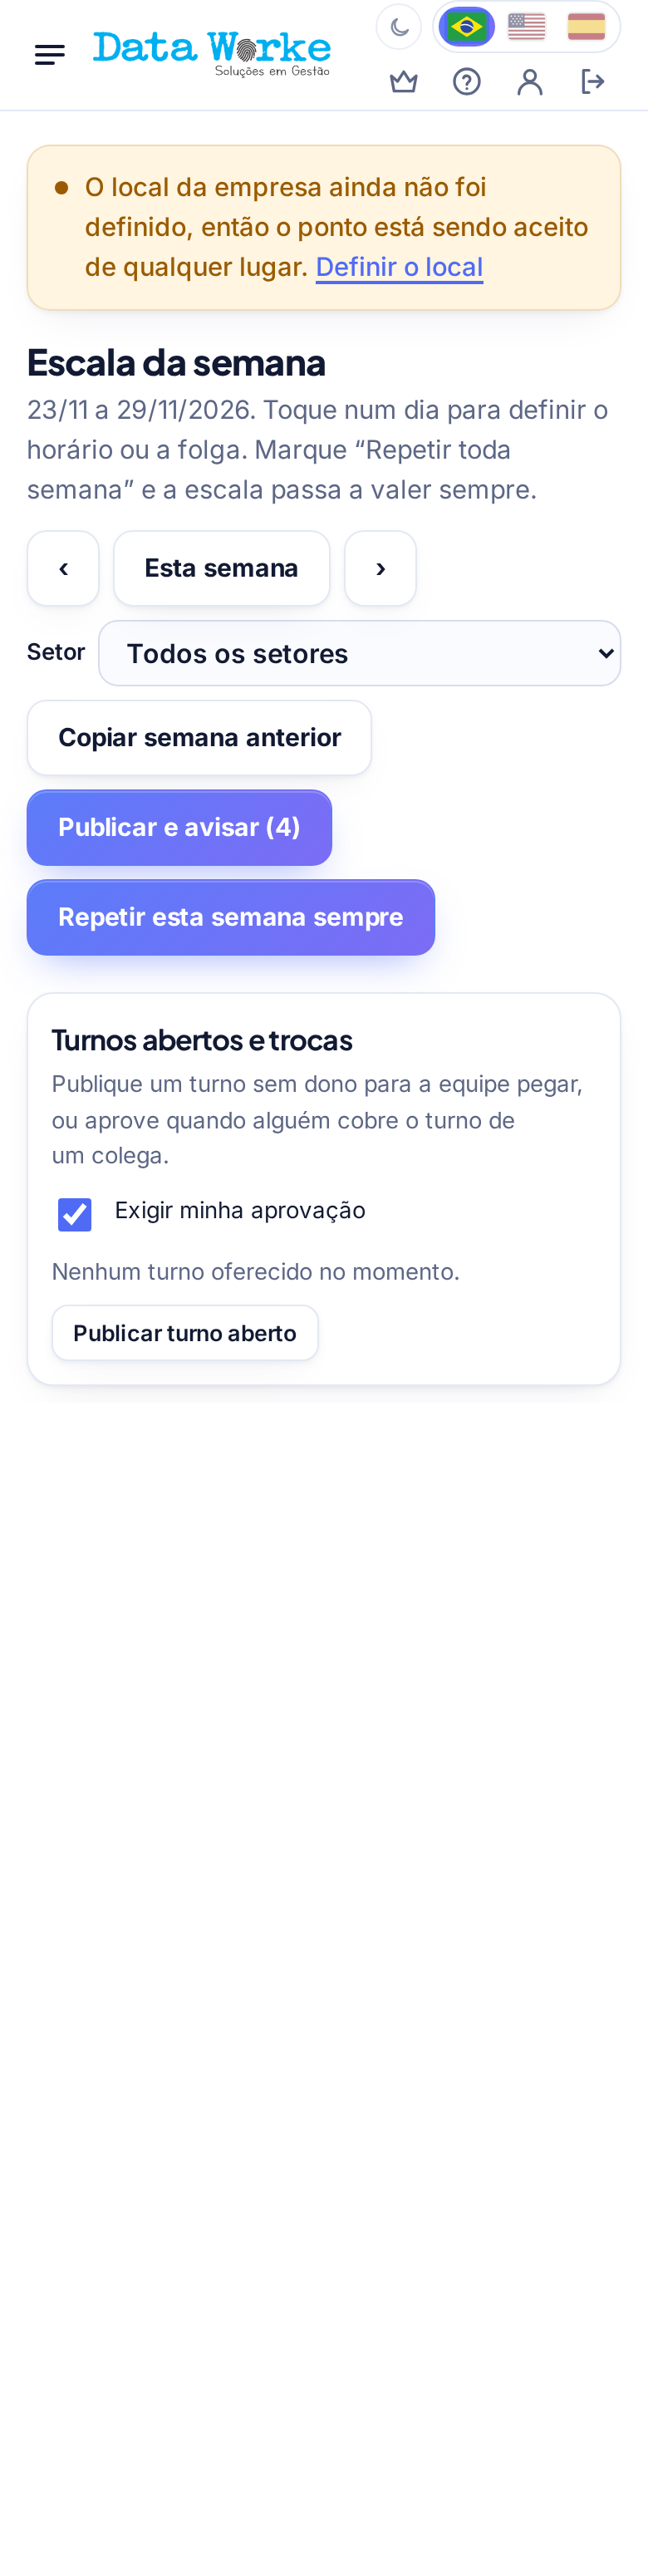 Data Worke
Soluções em Gestão
O local da empresa ainda não foi
definido, então o ponto está sendo aceito
de qualquer lugar. Definir o local
Escala da semana
23/11 a 29/11/2026. Toque num dia para definir o
horário ou a folga. Marque “Repetir toda
semana” e a escala passa a valer sempre.
‹ Esta semana ›
Setor Todos os setores
Copiar semana anterior
Publicar e avisar (4)
Repetir esta semana sempre
Turnos abertos e trocas
Publique um turno sem dono para a equipe pegar,
ou aprove quando alguém cobre o turno de
um colega.
Exigir minha aprovação
Nenhum turno oferecido no momento.
Publicar turno aberto